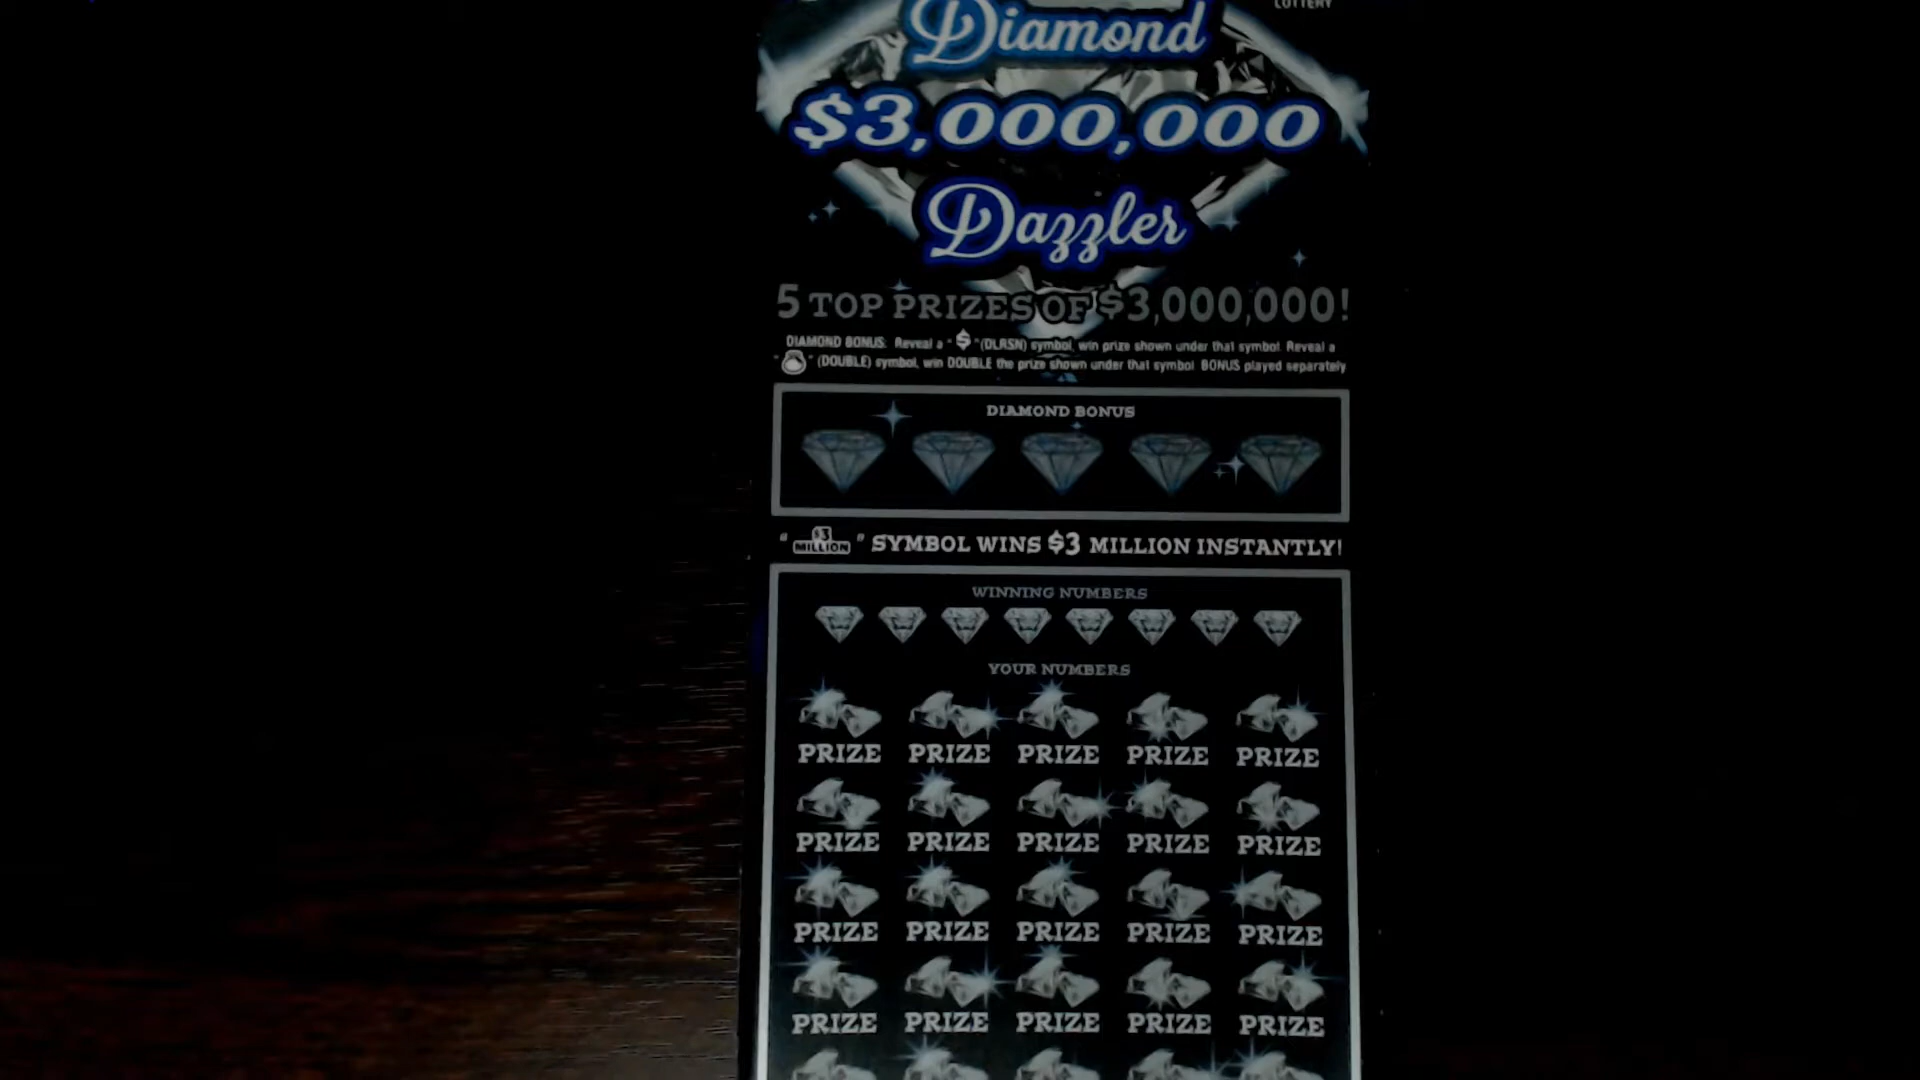 LOTTERY
Diamond
$3,000,000
Dazzler
5 TOP PRIZES OF $3,000,000!
DIAMOND BONUS: Reveal a "$" (DLRSN) symbol, win prize shown under that symbol. Reveal a
" " (DOUBLE) symbol, win DOUBLE the prize shown under that symbol. BONUS played separately
DIAMOND BONUS
"$3 MILLION" SYMBOL WINS $3 MILLION INSTANTLY!
WINNING NUMBERS
YOUR NUMBERS
PRIZE PRIZE PRIZE PRIZE PRIZE
PRIZE PRIZE PRIZE PRIZE PRIZE
PRIZE PRIZE PRIZE PRIZE PRIZE
PRIZE PRIZE PRIZE PRIZE PRIZE